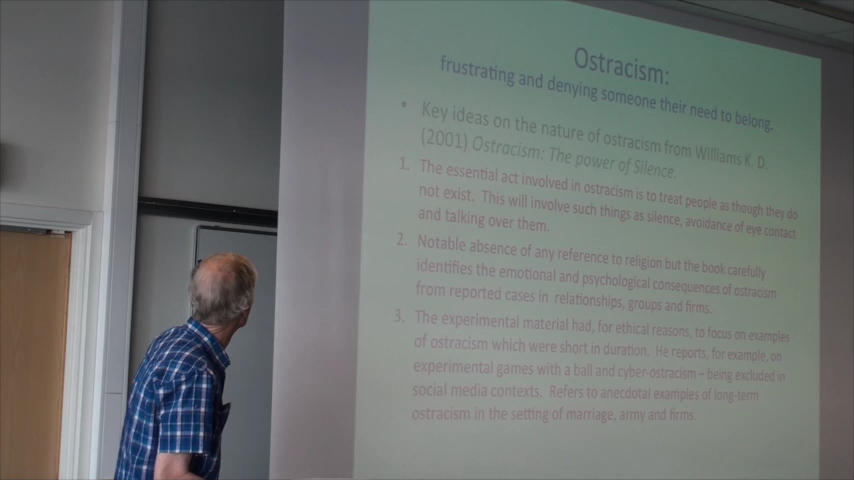 Ostracism:
frustrating and denying someone their need to belong.
• Key ideas on the nature of ostracism from Williams K. D.
(2001) Ostracism: The power of Silence.
1. The essential act involved in ostracism is to treat people as though they do
not exist. This will involve such things as silence, avoidance of eye contact
and talking over them.
2. Notable absence of any reference to religion but the book carefully
identifies the emotional and psychological consequences of ostracism
from reported cases in relationships, groups and firms.
3. The experimental material had, for ethical reasons, to focus on examples
of ostracism which were short in duration. He reports, for example, on
experimental games with a ball and cyber-ostracism – being excluded in
social media contexts. Refers to anecdotal examples of long-term
ostracism in the setting of marriage, army and firms.